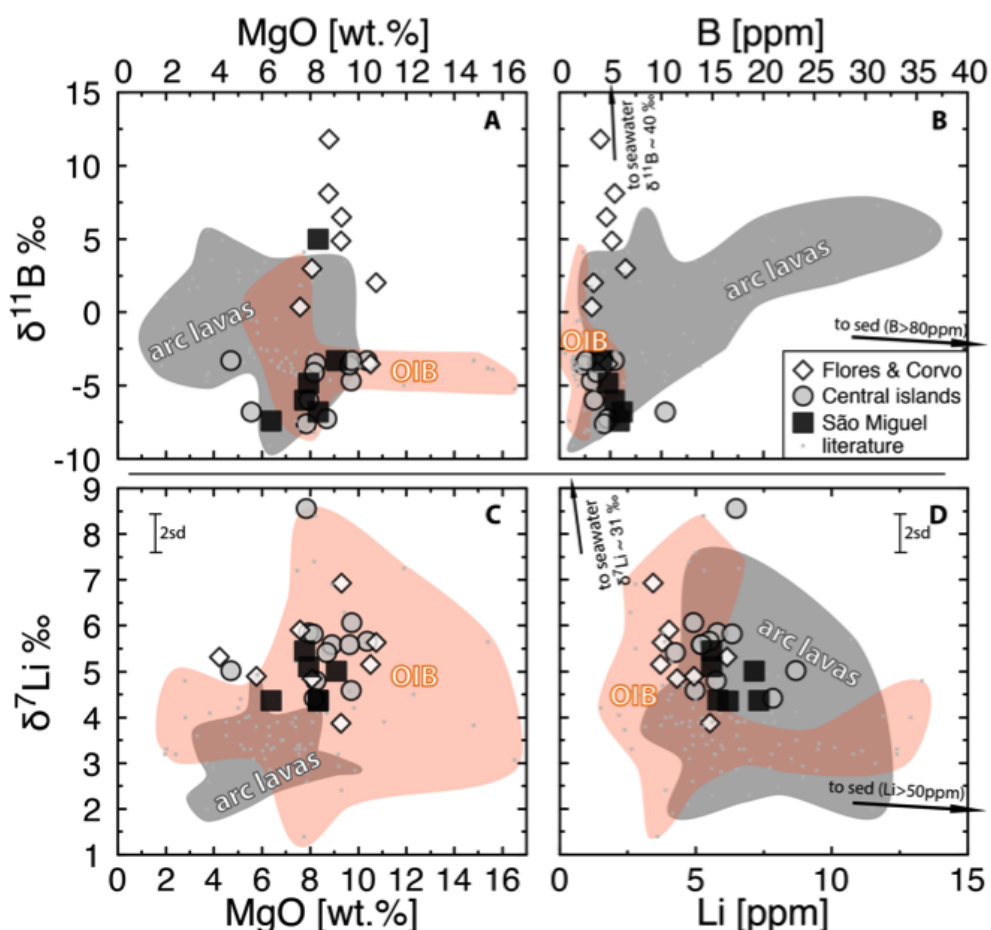 MgO [wt.%]
B [ppm]
0 2 4 6 8 10 12 14 16
0 5 10 15 20 25 30 35 40
15
10
5
0
-5
-10
δ¹¹B ‰
A
arc lavas
OIB
B
to seawater
δ¹¹B ~ 40 ‰
arc lavas
OIB
to sed (B>80ppm)
Flores & Corvo
Central islands
São Miguel
literature
9
8
7
6
5
4
3
2
1
δ⁷Li ‰
C
2sd
OIB
arc lavas
D
to seawater
δ⁷Li ~ 31 ‰
2sd
arc lavas
OIB
to sed (Li>50ppm)
0 2 4 6 8 10 12 14 16
0 5 10 15
MgO [wt.%]
Li [ppm]